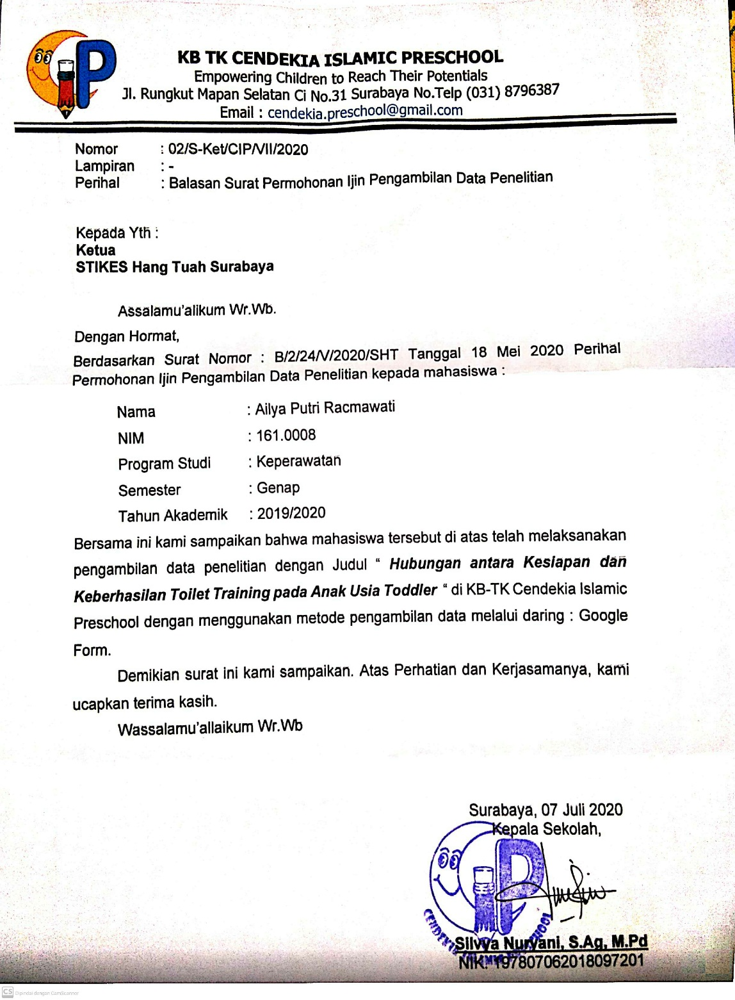 KB TK CENDEKIA ISLAMIC PRESCHOOL
Empowering Children to Reach Their Potentials
Jl. Rungkut Mapan Selatan Ci No.31 Surabaya No.Telp (031) 8796387
Email : cendekia.preschool@gmail.com
Nomor : 02/S-Ket/CIP/VII/2020
Lampiran : -
Perihal : Balasan Surat Permohonan Ijin Pengambilan Data Penelitian
Kepada Yth :
Ketua
STIKES Hang Tuah Surabaya
Assalamu'alikum Wr.Wb.
Dengan Hormat,
Berdasarkan Surat Nomor : B/2/24/V/2020/SHT Tanggal 18 Mei 2020 Perihal
Permohonan Ijin Pengambilan Data Penelitian kepada mahasiswa :
Nama : Ailya Putri Racmawati
NIM : 161.0008
Program Studi : Keperawatan
Semester : Genap
Tahun Akademik : 2019/2020
Bersama ini kami sampaikan bahwa mahasiswa tersebut di atas telah melaksanakan
pengambilan data penelitian dengan Judul “ Hubungan antara Kesiapan dan
Keberhasilan Toilet Training pada Anak Usia Toddler “ di KB-TK Cendekia Islamic
Preschool dengan menggunakan metode pengambilan data melalui daring : Google
Form.
Demikian surat ini kami sampaikan. Atas Perhatian dan Kerjasamanya, kami
ucapkan terima kasih.
Wassalamu'allaikum Wr.Wb
Surabaya, 07 Juli 2020
Kepala Sekolah,
Silvya Nuryani, S.Ag, M.Pd
NIK. 197807062018097201
CS Dipindai dengan CamScanner